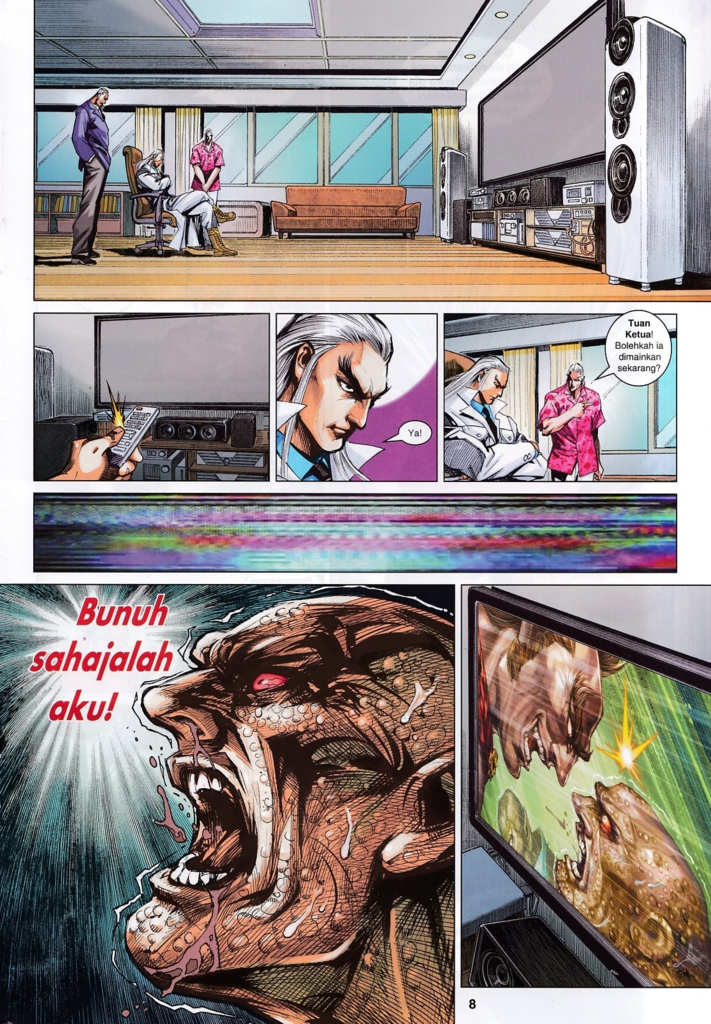 Tuan
Ketua!
Bolehkah ia
dimainkan
sekarang?
Ya!
Bunuh
sahajalah
aku!
8